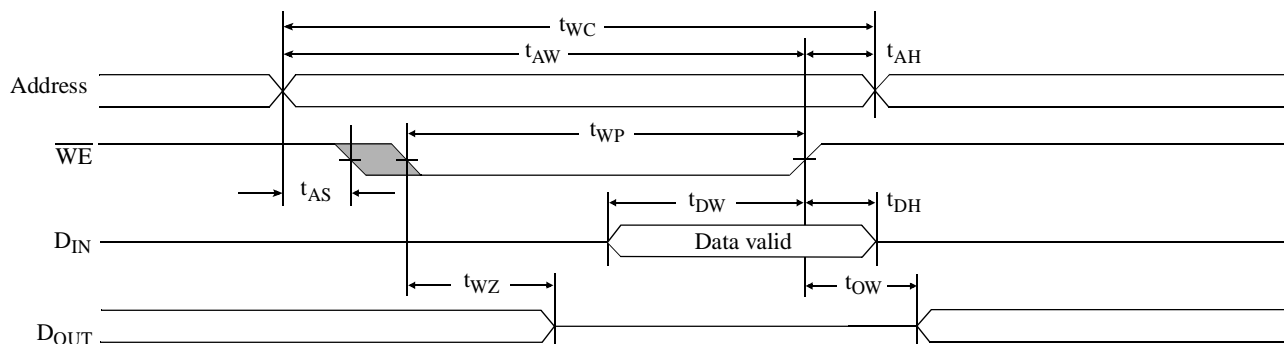 tWC
tAW
tAH
Address
tWP
WE
tAS
tDW
tDH
DIN
Data valid
tWZ
tOW
DOUT